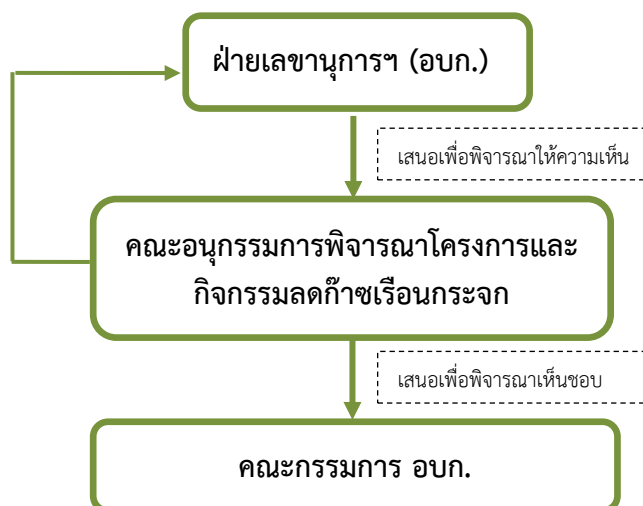 ฝ่ายเลขานุการฯ (อบก.)
เสนอเพื่อพิจารณาให้ความเห็น
คณะอนุกรรมการพิจารณาโครงการและ
กิจกรรมลดก๊าซเรือนกระจก
เสนอเพื่อพิจารณาเห็นชอบ
คณะกรรมการ อบก.